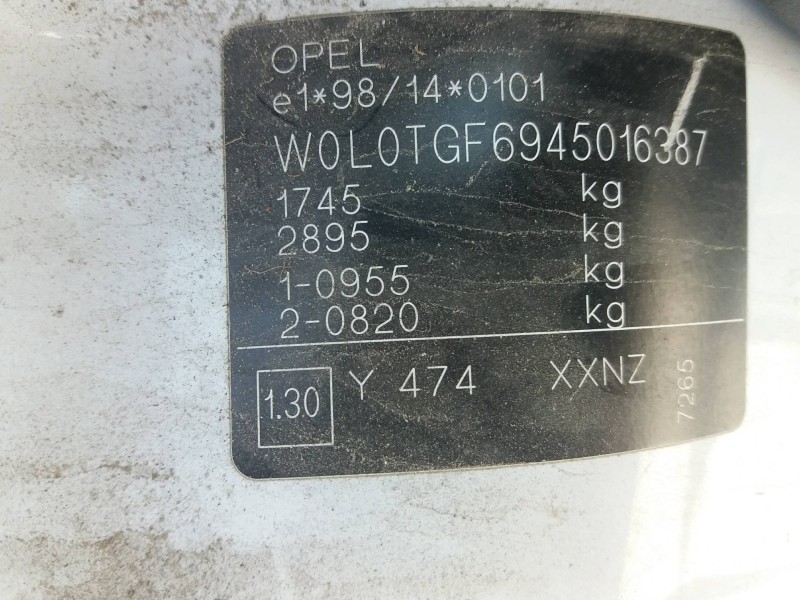 OPEL
e1*98/14*0101
W0L0TGF6945016387
1745 kg
2895 kg
1-0955 kg
2-0820 kg
1.30 Y 474 XXNZ
7265